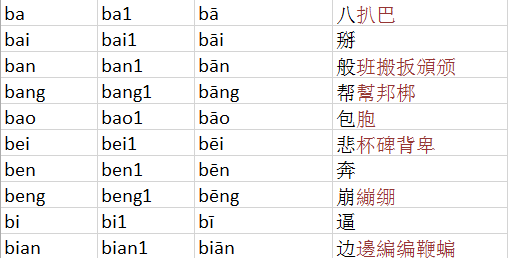 ba ba1 bā 八扒巴
bai bai1 bāi 掰
ban ban1 bān 般班搬扳頒颁
bang bang1 bāng 帮幫邦梆
bao bao1 bāo 包胞
bei bei1 bēi 悲杯碑背卑
ben ben1 bēn 奔
beng beng1 bēng 崩繃绷
bi bi1 bī 逼
bian bian1 biān 边邊編编鞭蝙